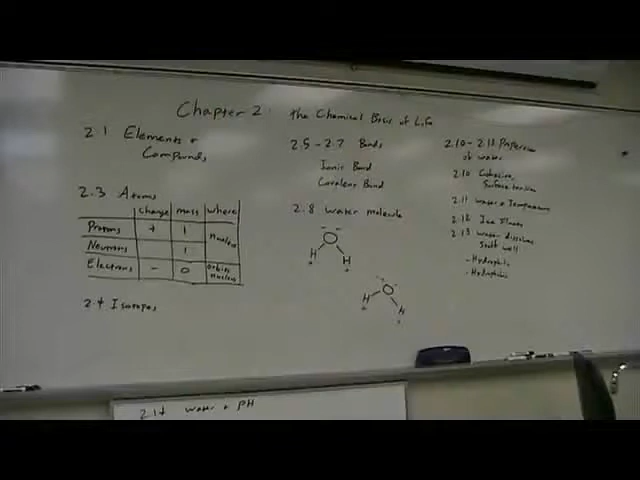 Chapter 2: the Chemical Basis of Life
2.1 Elements +
Compounds
2.3 Atoms
charge mass where
Protons + 1 nucleus
Neutrons 1
Electrons - 0 orbits nucleus
2.4 Isotopes
2.5 - 2.7 Bonds
Ionic Bond
Covalent Bond
2.8 water molecule
- -
O
H H
+ +
- -
O
H H
+ +
2.10 - 2.13 Properties
of water
2.10 Cohesion,
Surface tension
2.11 water + Temperature
2.12 Ice Floats
2.13 water dissolves
stuff well
- Hydrophilic
- Hydrophobic
2.14 water + pH